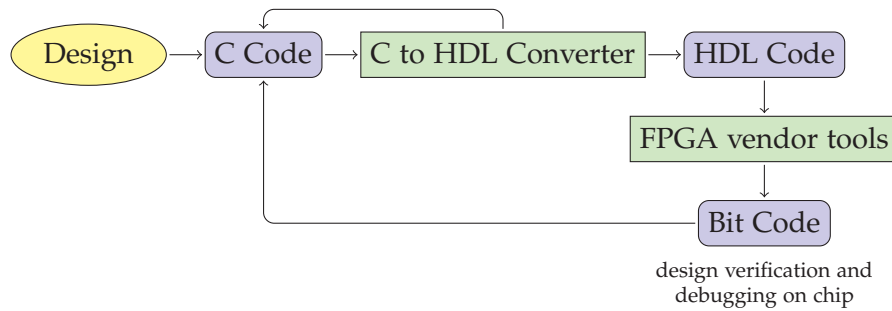 Design
C Code
C to HDL Converter
HDL Code
FPGA vendor tools
Bit Code
design verification and
debugging on chip